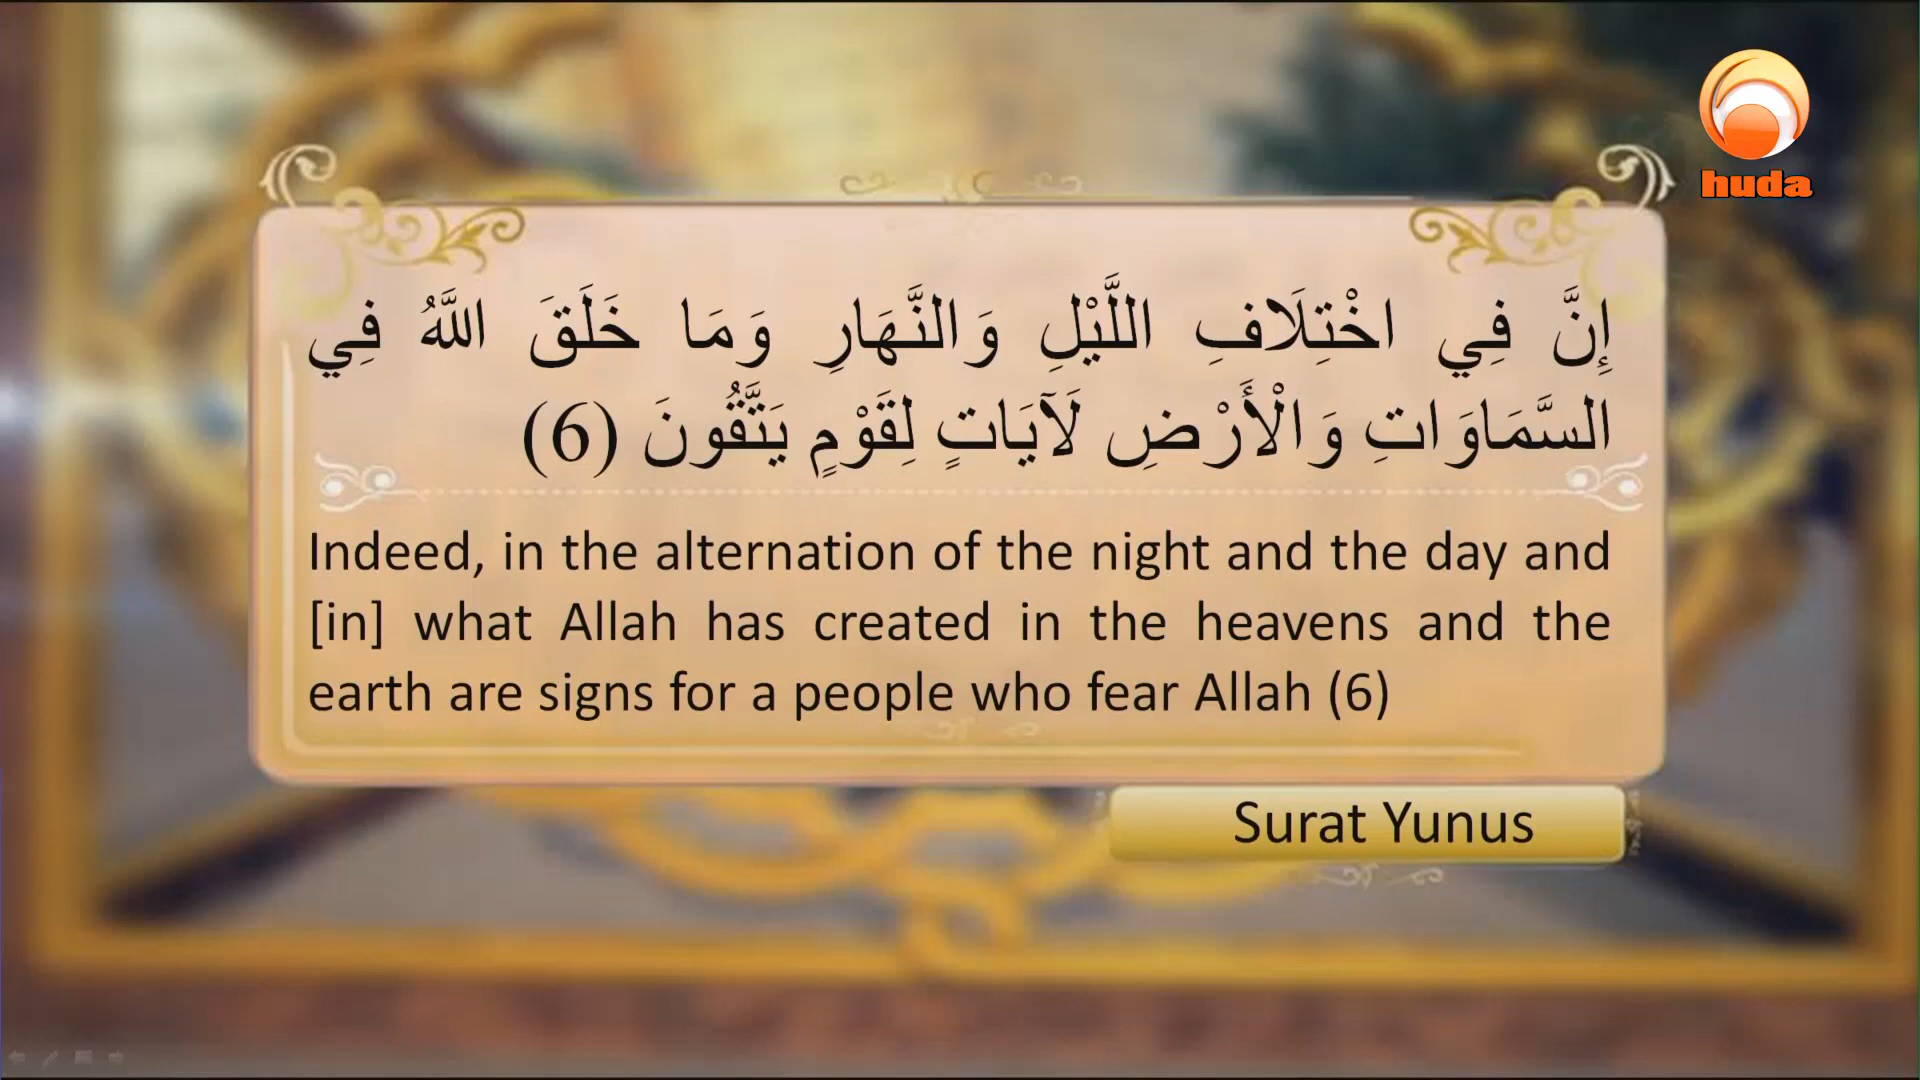 huda
إِنَّ فِي اخْتِلَافِ اللَّيْلِ وَالنَّهَارِ وَمَا خَلَقَ اللَّهُ فِي
السَّمَاوَاتِ وَالْأَرْضِ لَآيَاتٍ لِقَوْمٍ يَتَّقُونَ (6)
Indeed, in the alternation of the night and the day and
[in] what Allah has created in the heavens and the
earth are signs for a people who fear Allah (6)
Surat Yunus